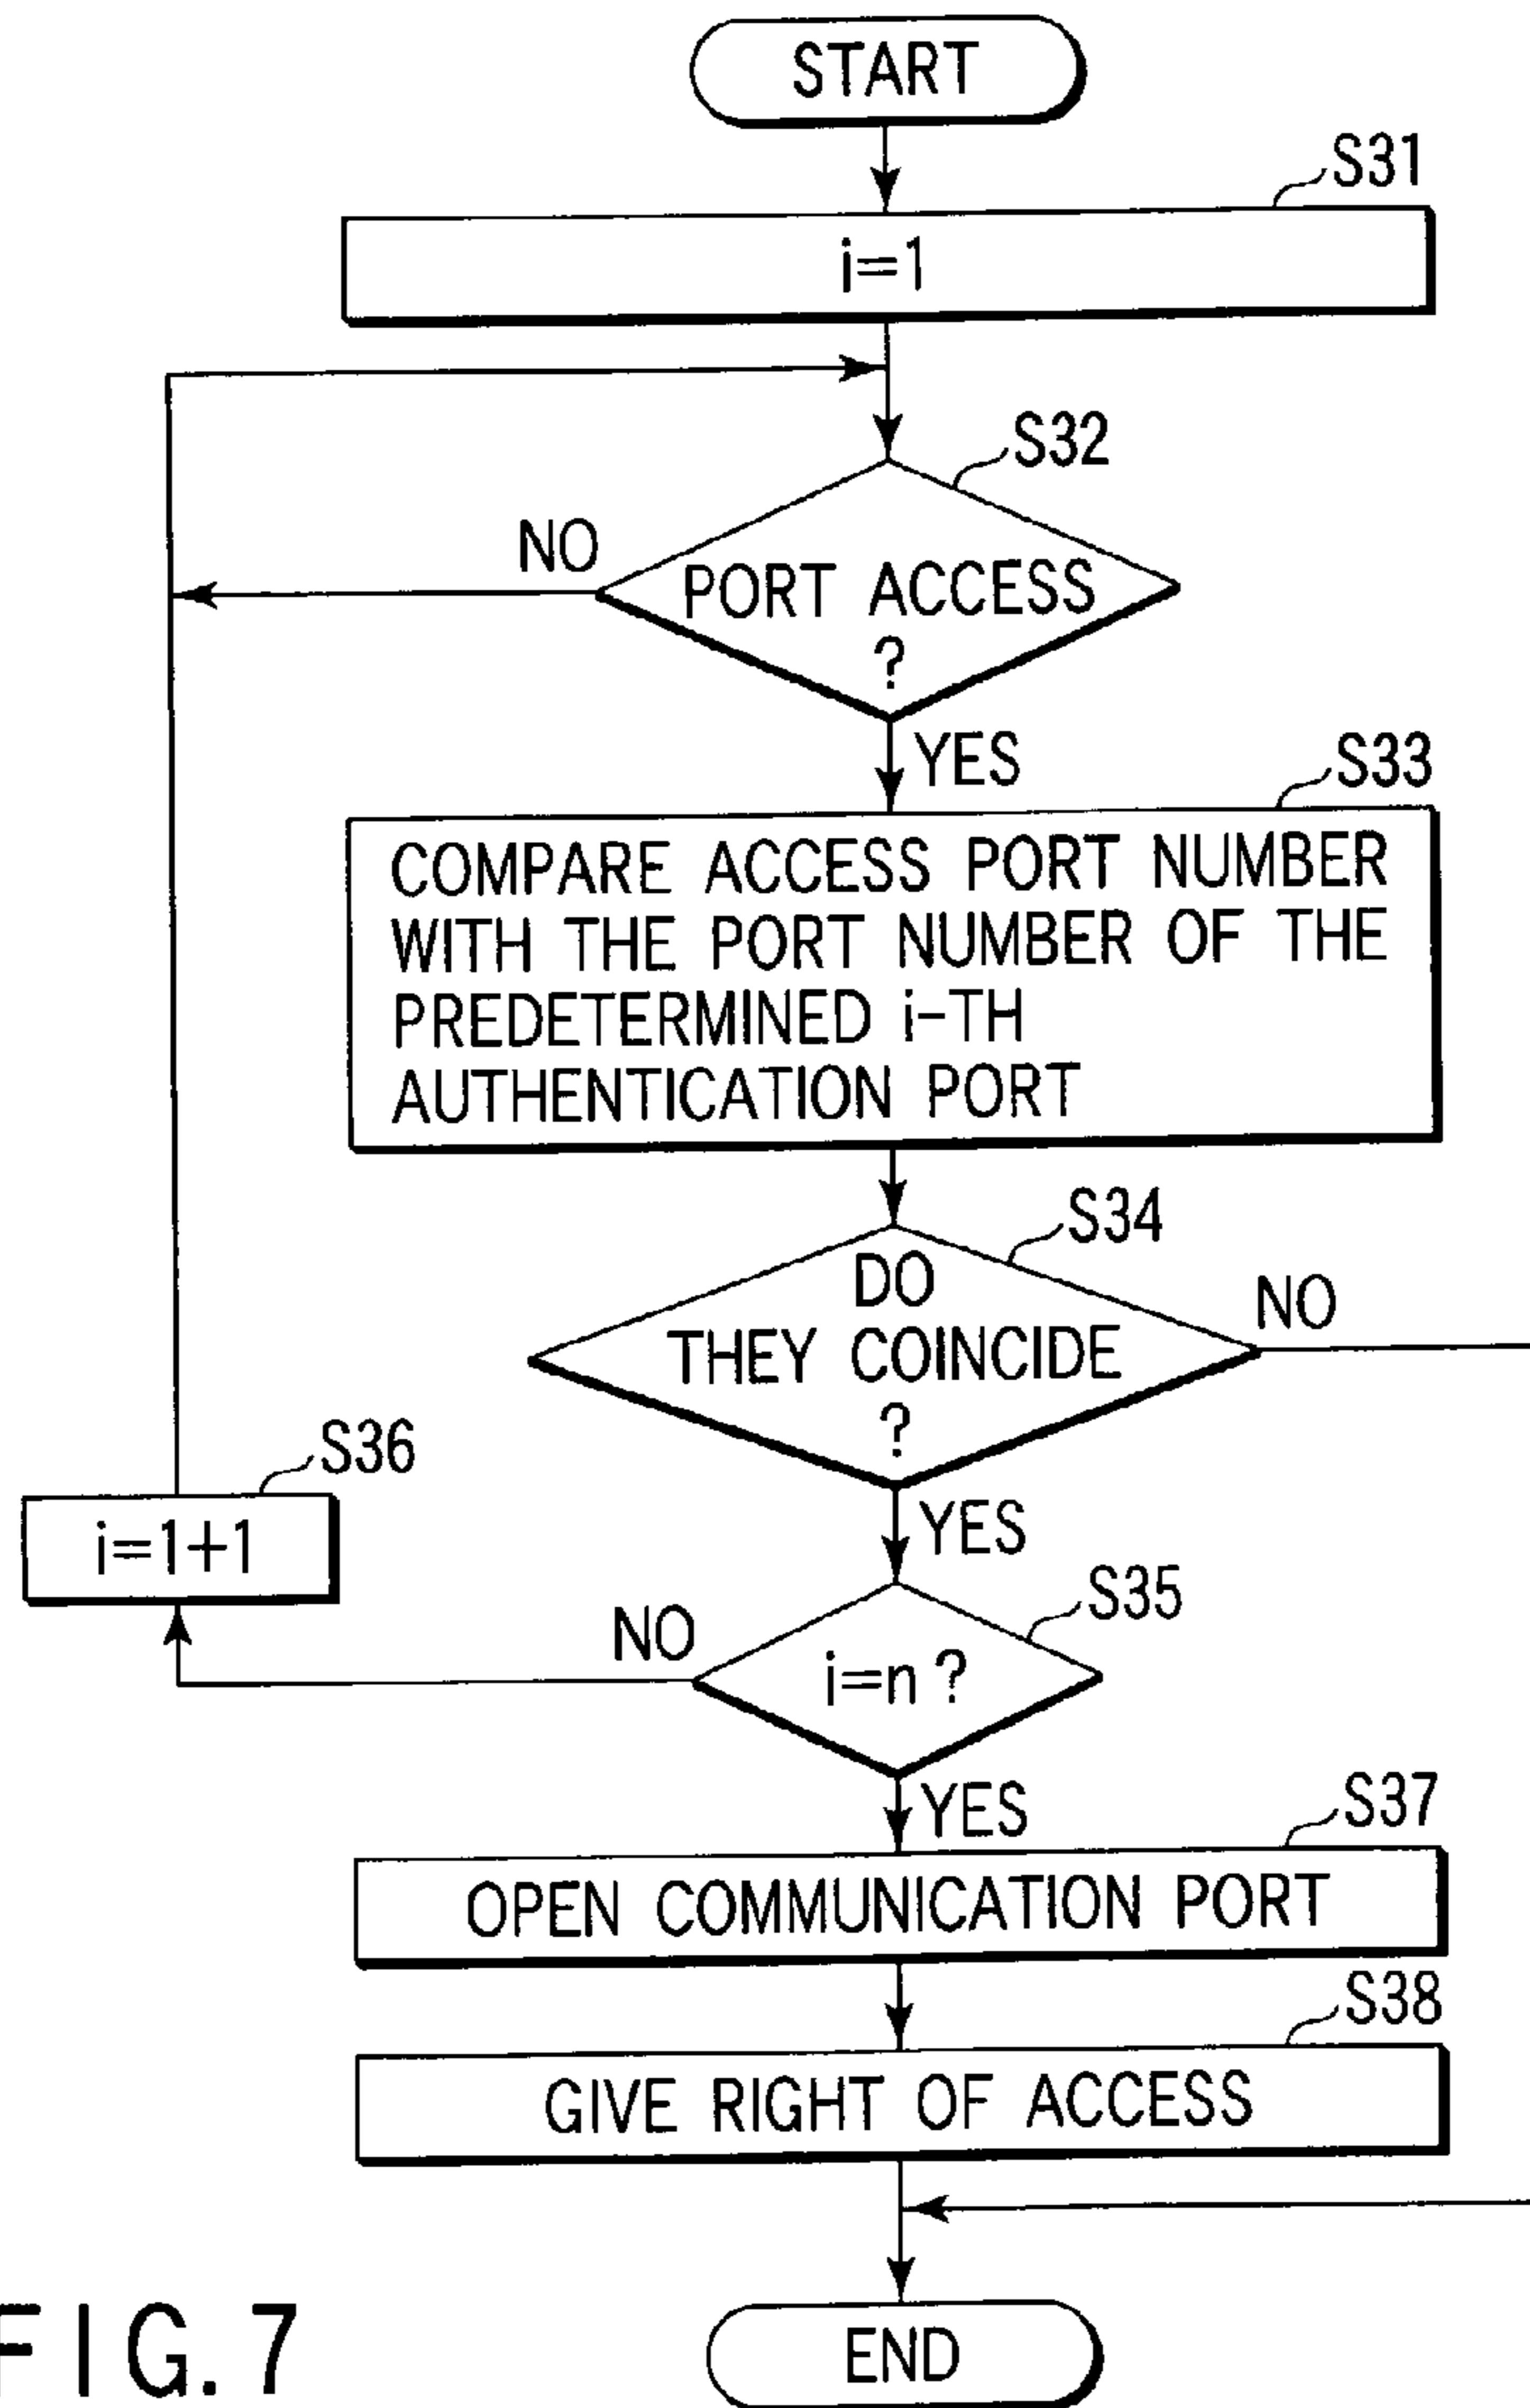 START
S31
i=1
S32
NO
PORT ACCESS
?
YES
S33
COMPARE ACCESS PORT NUMBER
WITH THE PORT NUMBER OF THE
PREDETERMINED i-TH
AUTHENTICATION PORT
S34
DO
THEY COINCIDE
?
NO
S36
i=1+1
YES
S35
NO
i=n ?
YES
S37
OPEN COMMUNICATION PORT
S38
GIVE RIGHT OF ACCESS
END
FIG. 7